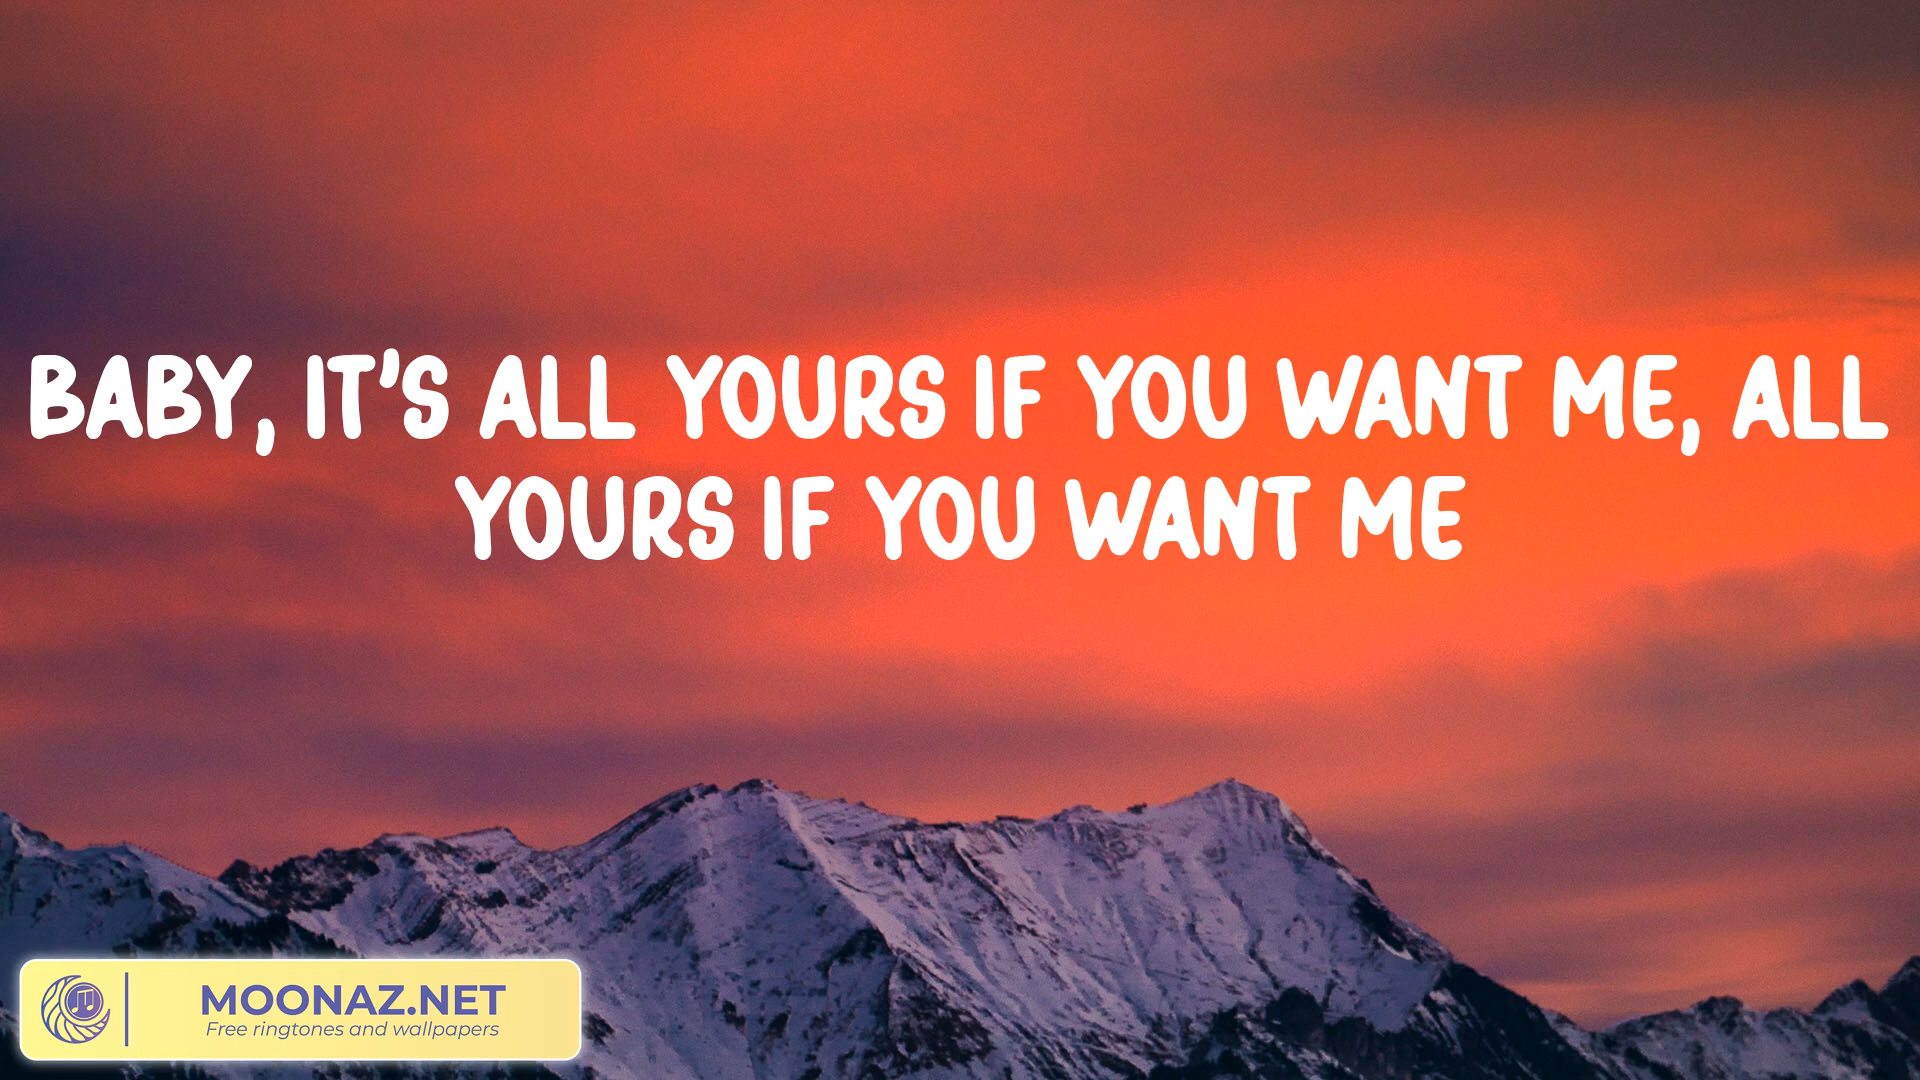 BABY, IT'S ALL YOURS IF YOU WANT ME, ALL
YOURS IF YOU WANT ME
MOONAZ.NET
Free ringtones and wallpapers